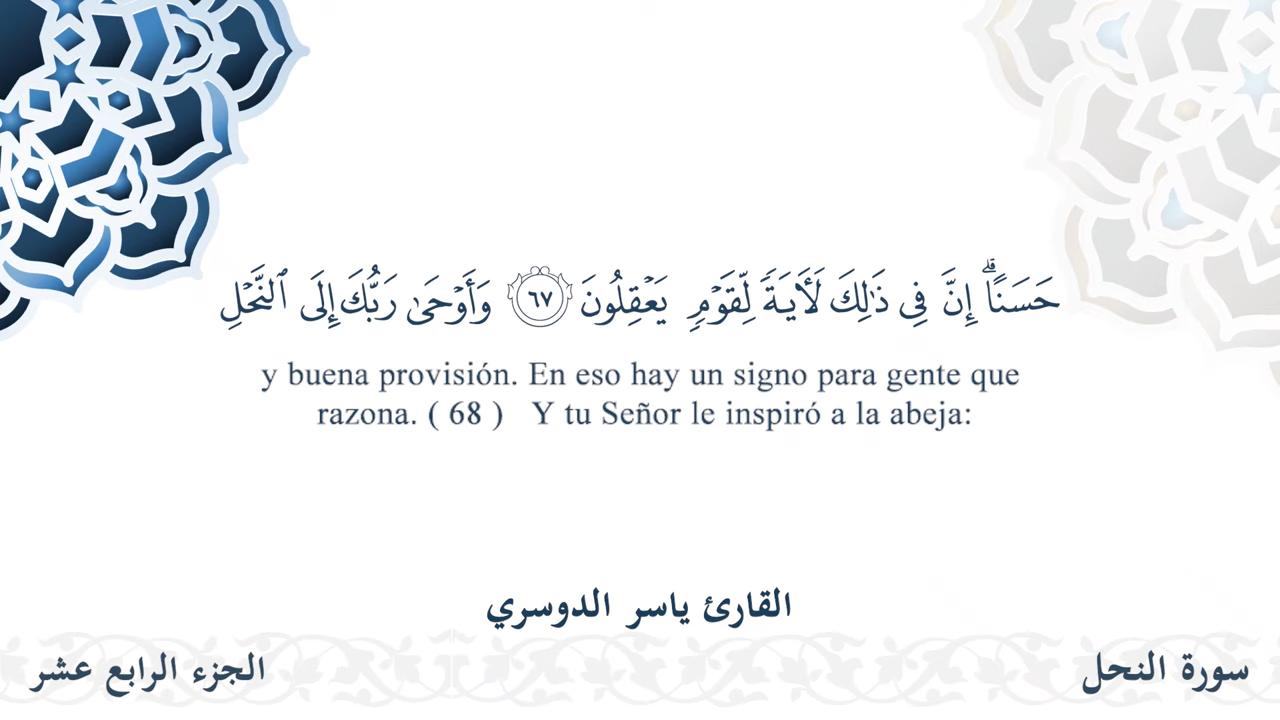 حَسَنًاۗ إِنَّ فِي ذَٰلِكَ لَأٓيَةٗ لِّقَوۡمٖ يَعۡقِلُونَ ٦٧ وَأَوۡحَىٰ رَبُّكَ إِلَى ٱلنَّحۡلِ
y buena provisión. En eso hay un signo para gente que
razona. ( 68 ) Y tu Señor le inspiró a la abeja:
القارئ ياسر الدوسري
سورة النحل
الجزء الرابع عشر